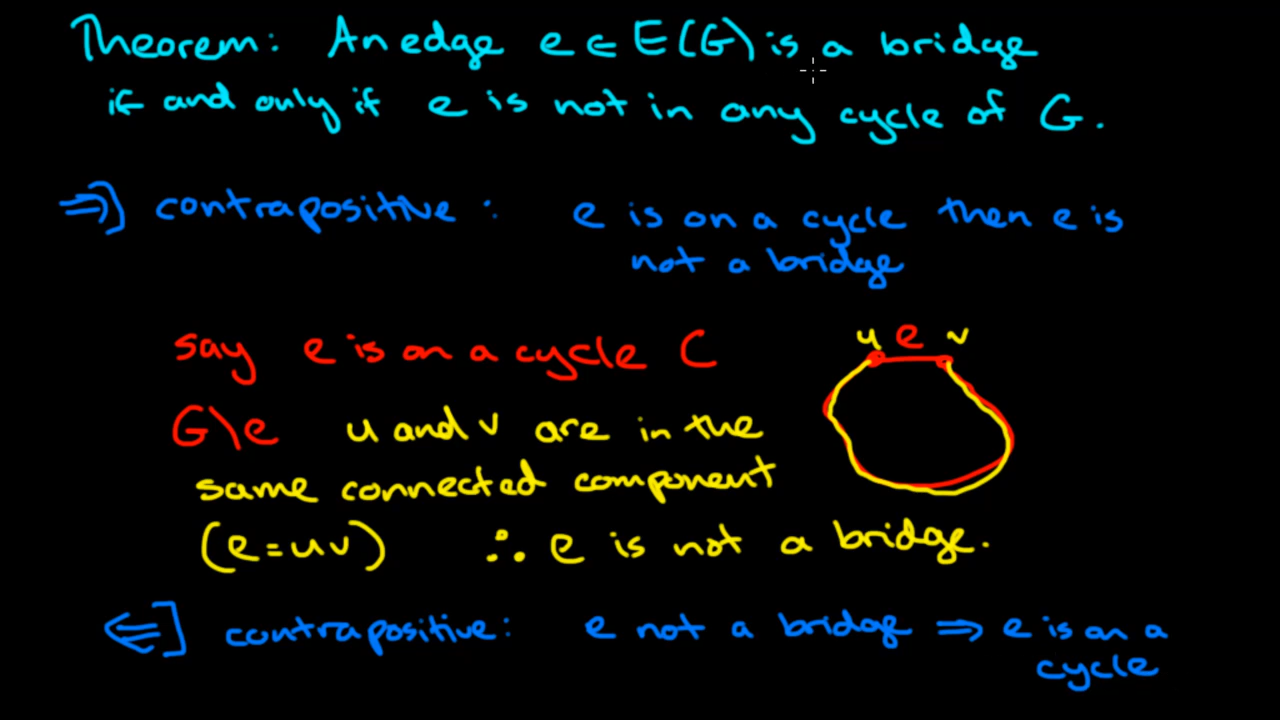 Theorem: An edge e ∈ E(G) is a bridge
if and only if e is not in any cycle of G.
⇒] contrapositive: e is on a cycle then e is
not a bridge
say e is on a cycle C
u e v
G\e u and v are in the
same connected component
(e=uv) ∴ e is not a bridge.
⇐] contrapositive: e not a bridge ⇒ e is on a
cycle